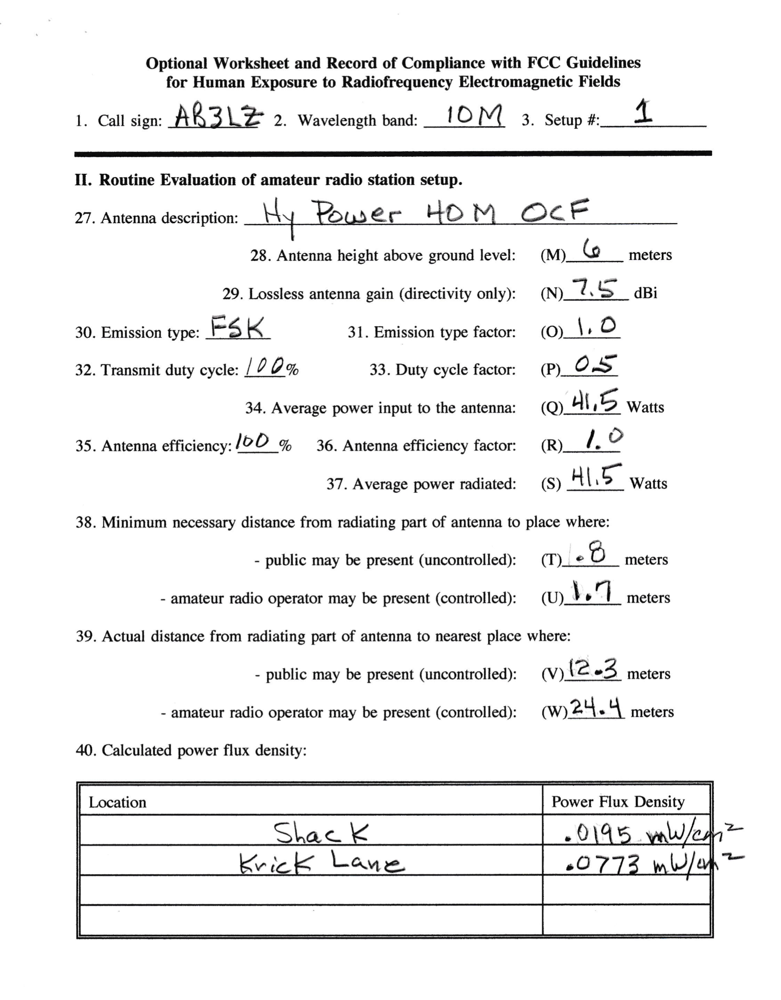 Optional Worksheet and Record of Compliance with FCC Guidelines
for Human Exposure to Radiofrequency Electromagnetic Fields
1. Call sign: AB3LZ 2. Wavelength band: 10M 3. Setup #: 1
II. Routine Evaluation of amateur radio station setup.
27. Antenna description: Hy Power 40M OCF
28. Antenna height above ground level: (M) 6 meters
29. Lossless antenna gain (directivity only): (N) 7.5 dBi
30. Emission type: FSK 31. Emission type factor: (O) 1.0
32. Transmit duty cycle: 100% 33. Duty cycle factor: (P) 0.5
34. Average power input to the antenna: (Q) 41.5 Watts
35. Antenna efficiency: 100 % 36. Antenna efficiency factor: (R) 1.0
37. Average power radiated: (S) 41.5 Watts
38. Minimum necessary distance from radiating part of antenna to place where:
- public may be present (uncontrolled): (T) .8 meters
- amateur radio operator may be present (controlled): (U) 1.7 meters
39. Actual distance from radiating part of antenna to nearest place where:
- public may be present (uncontrolled): (V) 12.3 meters
- amateur radio operator may be present (controlled): (W) 24.4 meters
40. Calculated power flux density:
Location Power Flux Density
Shack .0195 mW/cm²
Krick Lane .0773 mW/cm²